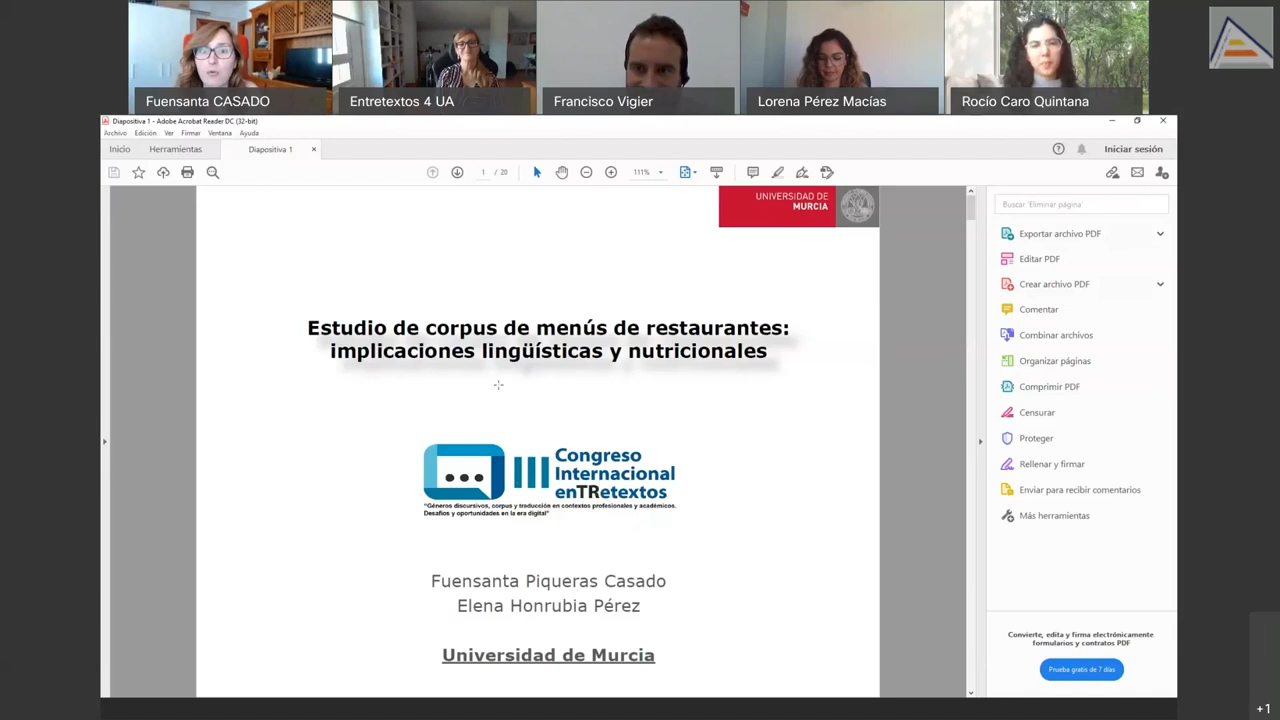 Fuensanta CASADO
Entretextos 4 UA
Francisco Vigier
Lorena Pérez Macías
Rocío Caro Quintana
Diapositiva 1 - Adobe Acrobat Reader DC (32-bit)
Archivo Edición Ver Firmar Ventana Ayuda
Inicio Herramientas Diapositiva 1 Iniciar sesión
1 / 20 111%
UNIVERSIDAD DE
MURCIA
Estudio de corpus de menús de restaurantes:
implicaciones lingüísticas y nutricionales
III Congreso
Internacional
enTRetextos
"Géneros discursivos, corpus y traducción en contextos profesionales y académicos.
Desafíos y oportunidades en la era digital"
Fuensanta Piqueras Casado
Elena Honrubia Pérez
Universidad de Murcia
Buscar 'Eliminar página'
Exportar archivo PDF
Editar PDF
Crear archivo PDF
Comentar
Combinar archivos
Organizar páginas
Comprimir PDF
Censurar
Proteger
Rellenar y firmar
Enviar para recibir comentarios
Más herramientas
Convierte, edita y firma electrónicamente
formularios y contratos PDF
Prueba gratis de 7 días
+1